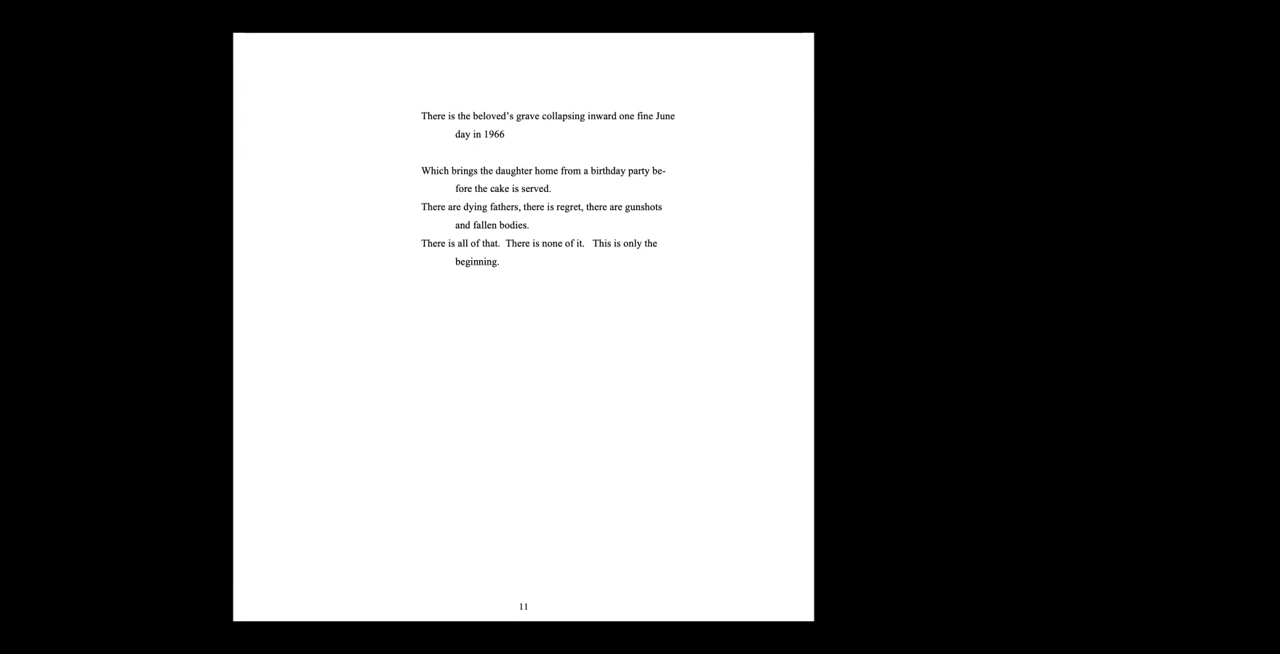 There is the beloved’s grave collapsing inward one fine June
day in 1966
Which brings the daughter home from a birthday party be-
fore the cake is served.
There are dying fathers, there is regret, there are gunshots
and fallen bodies.
There is all of that.  There is none of it.   This is only the
beginning.
11